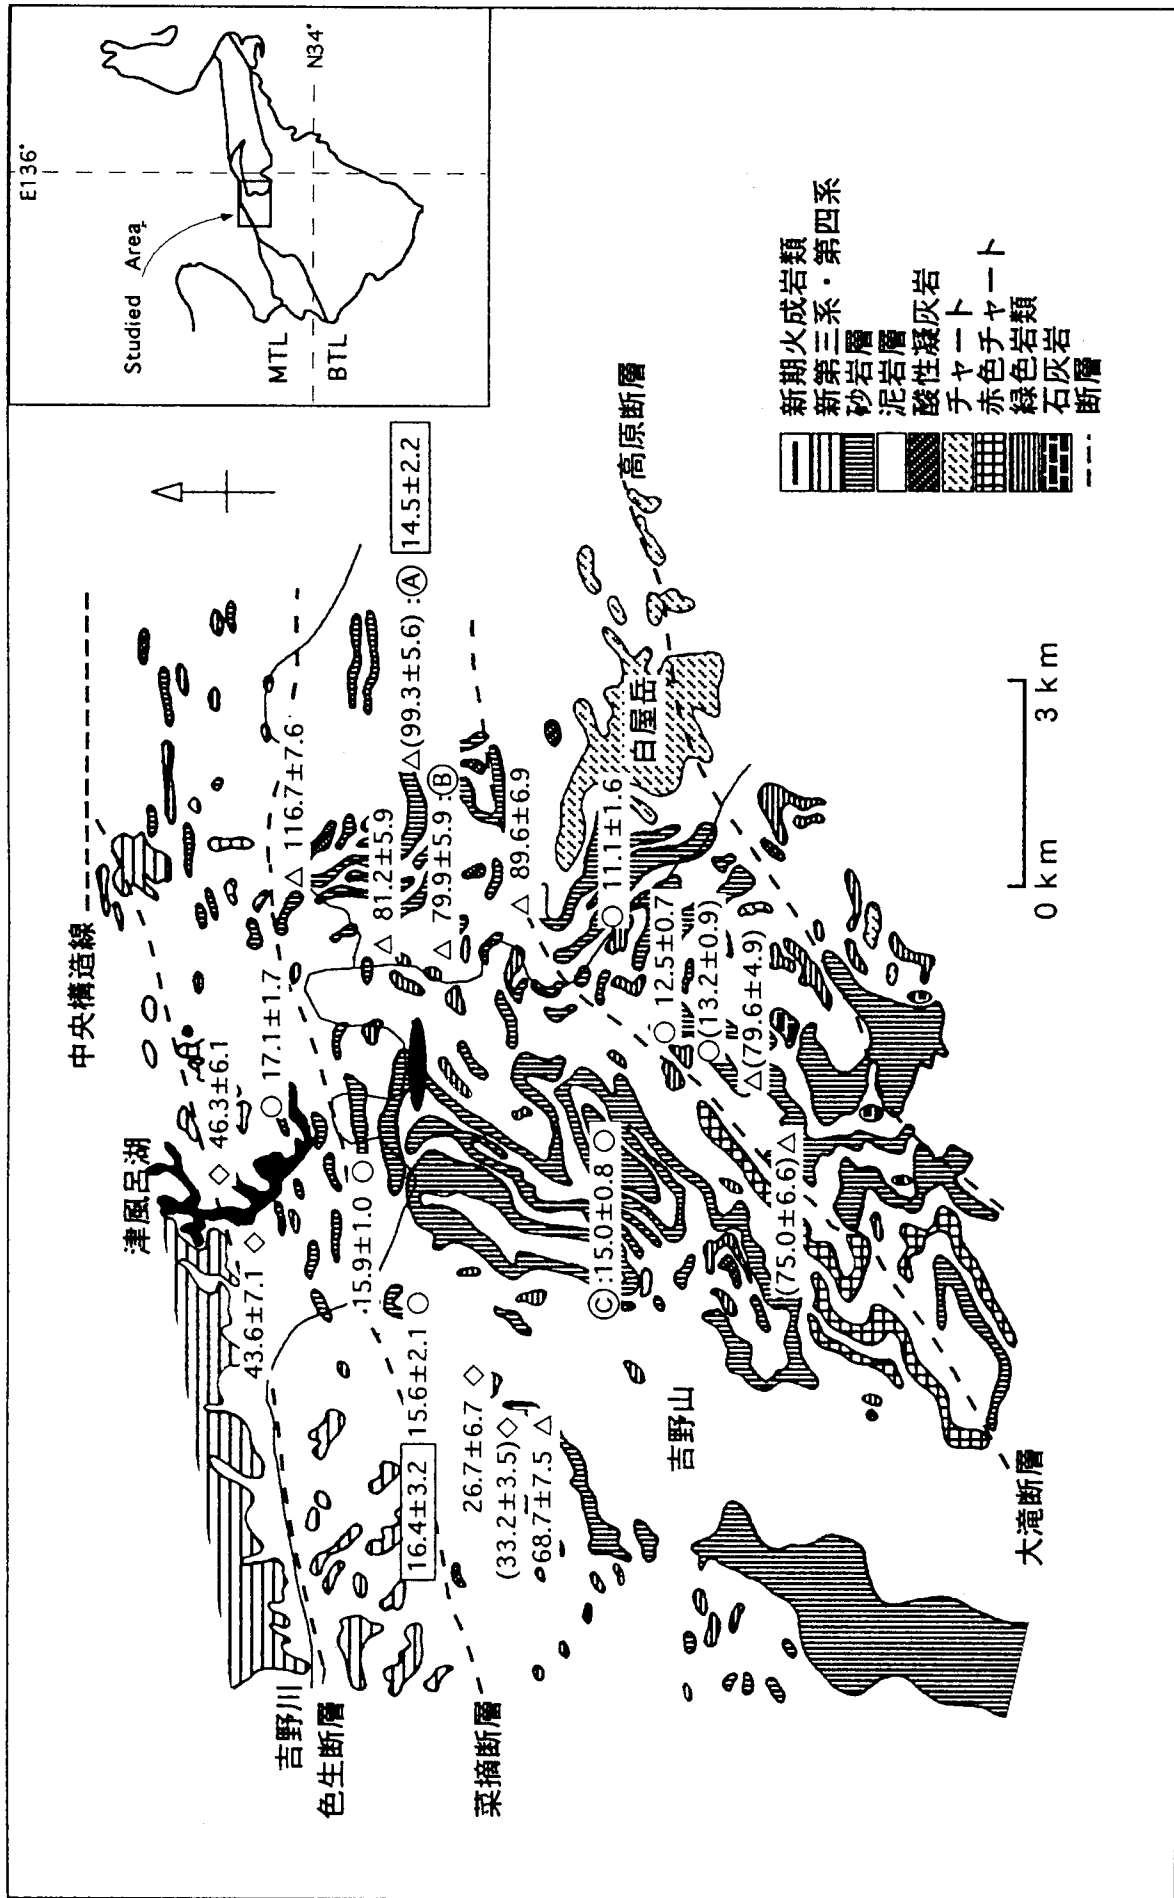 E136°
N34°
Studied Area
MTL
BTL
中央構造線
津風呂湖
46.3±6.1
17.1±1.7
116.7±7.6
43.6±7.1
15.9±1.0
81.2±5.9
(99.3±5.6) :Ⓐ
14.5±2.2
16.4±3.2
15.6±2.1
79.9±5.9 :Ⓑ
26.7±6.7
(33.2±3.5)
68.7±7.5
89.6±6.9
Ⓒ:15.0±0.8
11.1±1.6
白屋岳
高原断層
12.5±0.7
(13.2±0.9)
(79.6±4.9)
(75.0±6.6)
吉野川
色生断層
菜摘断層
吉野山
大滝断層
新期火成岩類
新第三系・第四系
砂岩層
泥岩層
酸性凝灰岩
チャート
赤色チャート
緑色岩類
石灰岩
断層
0 km 3 km